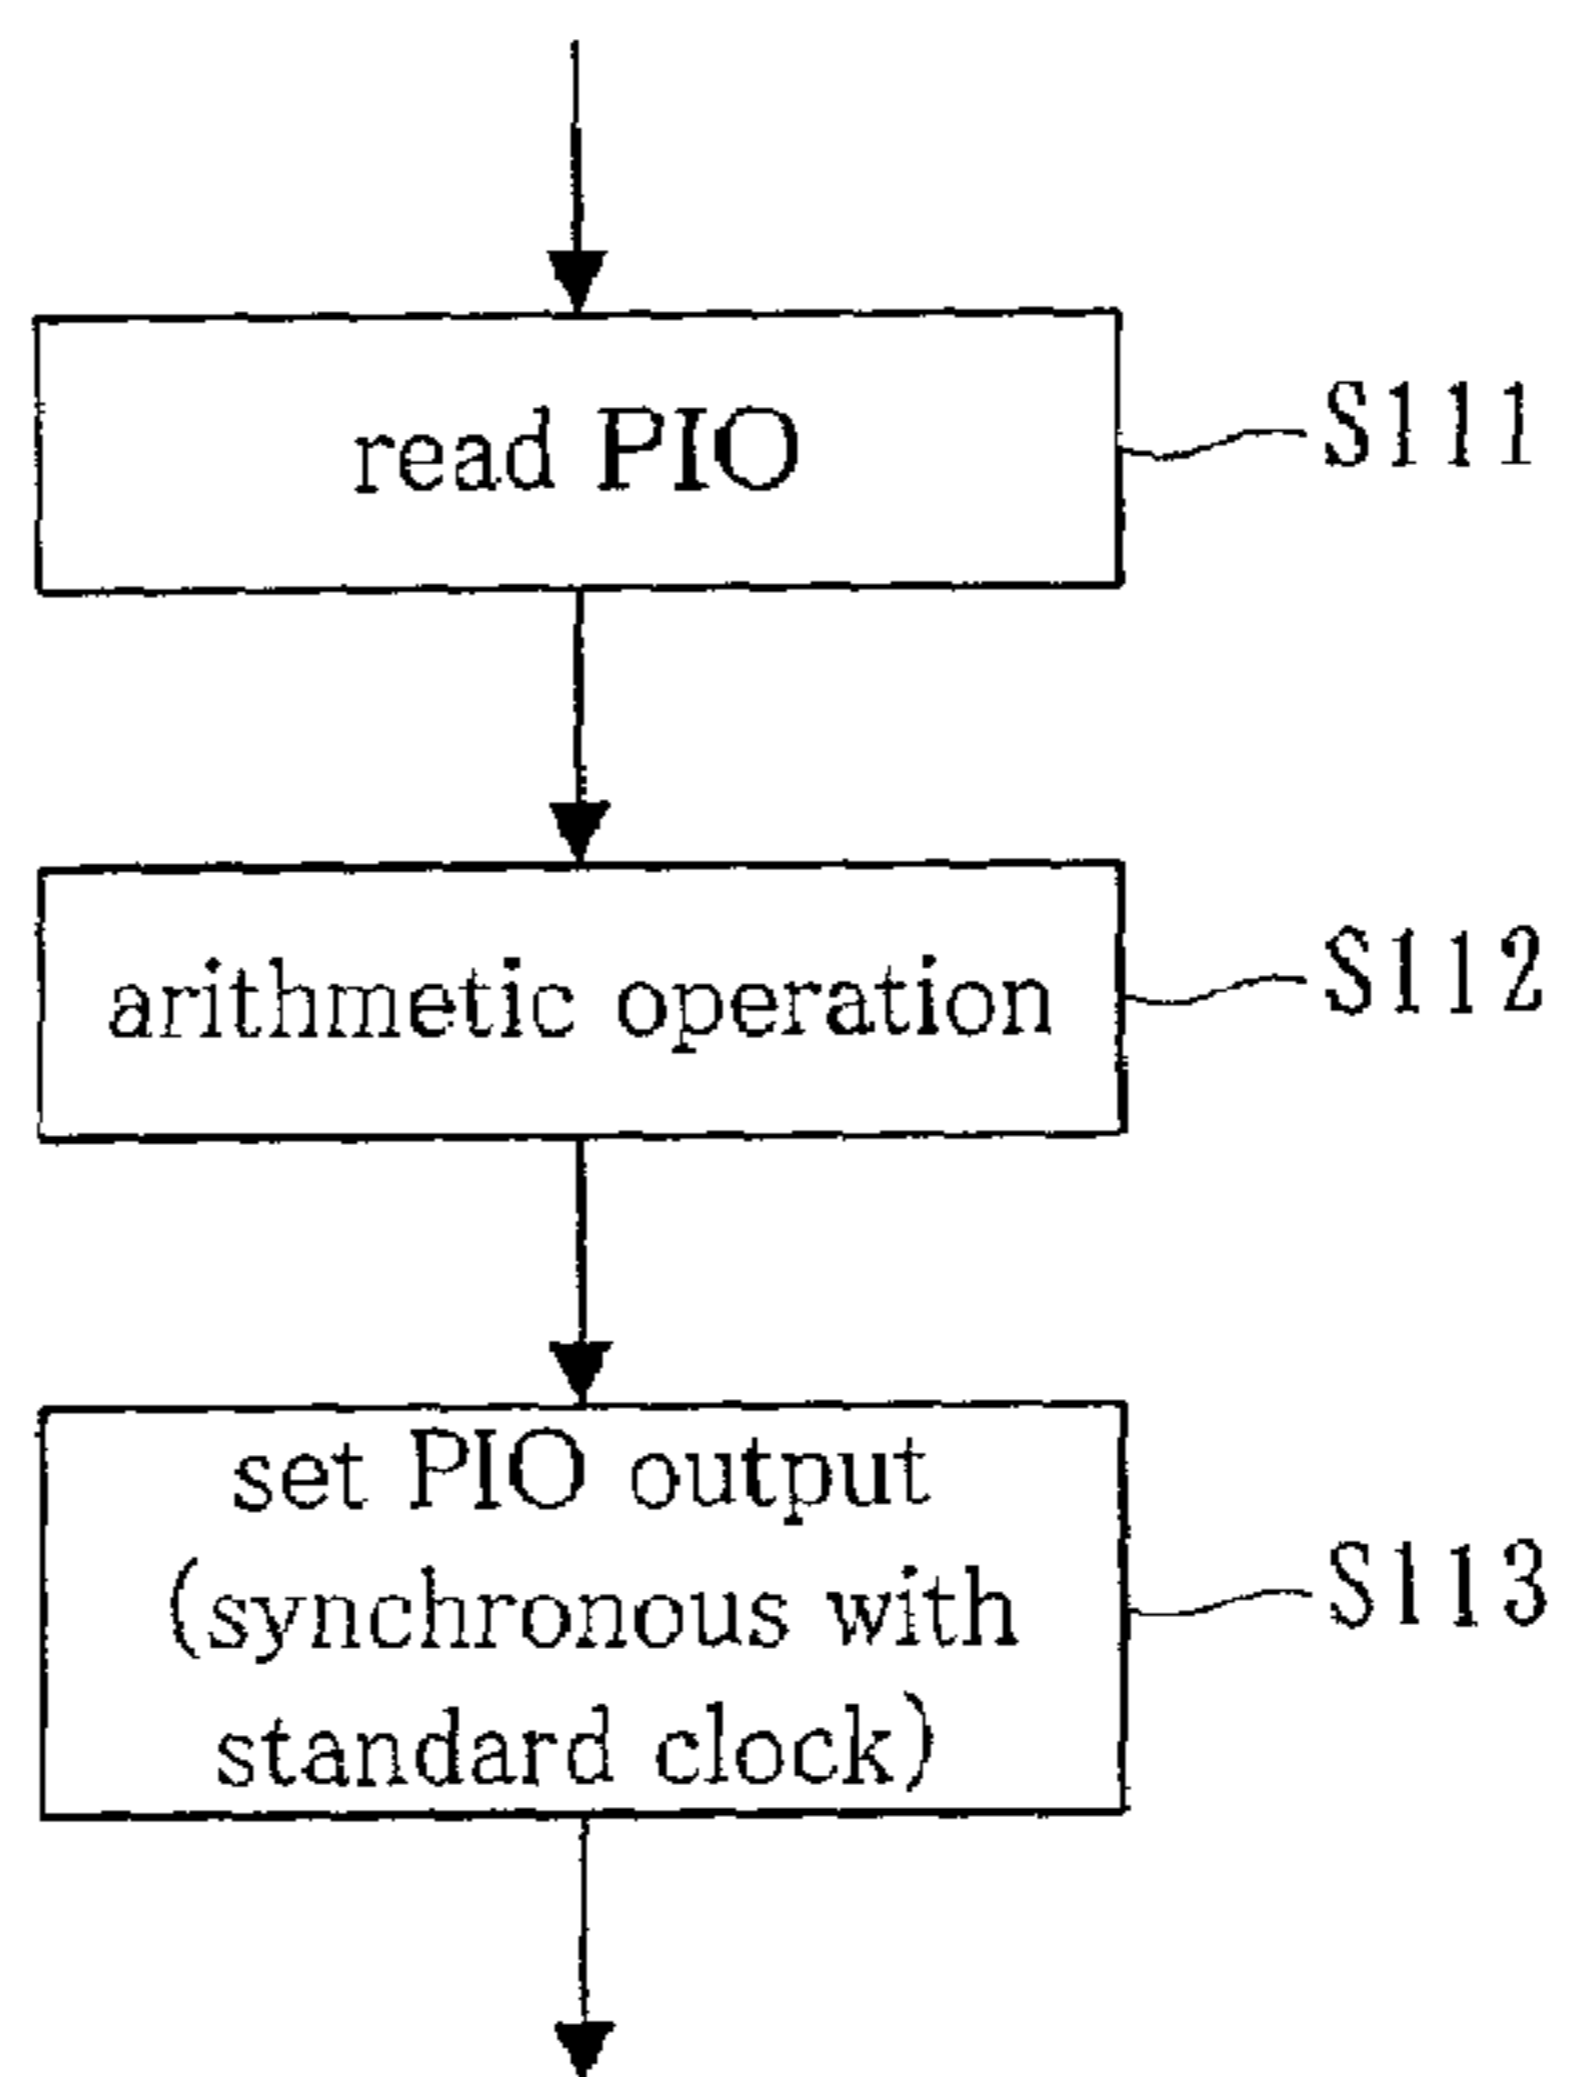 read PIO
S111
arithmetic operation
S112
set PIO output
(synchronous with
standard clock)
S113